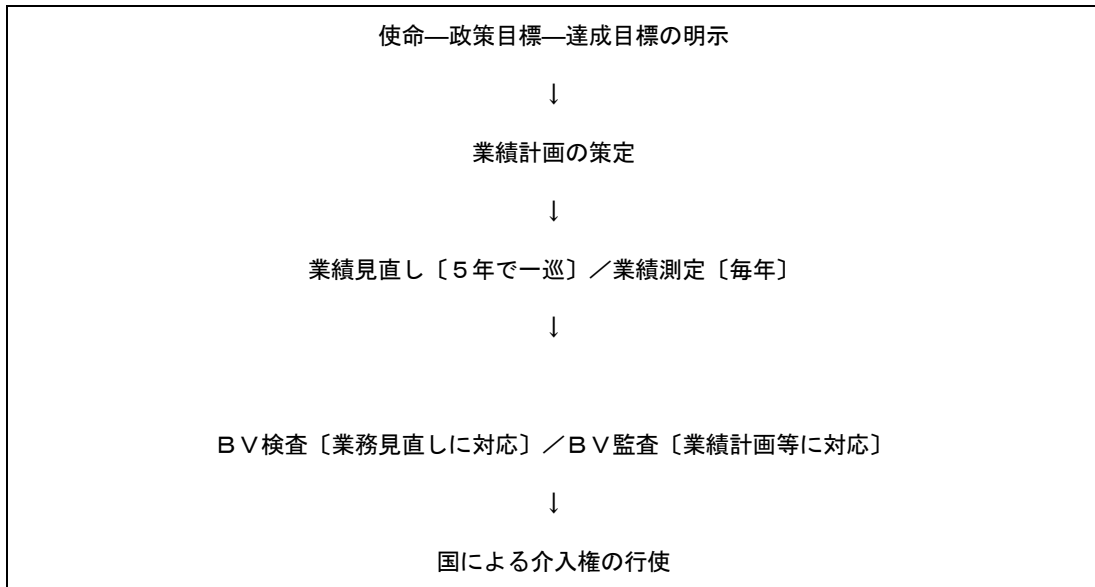 使命―政策目標―達成目標の明示
↓
業績計画の策定
↓
業績見直し〔５年で一巡〕／業績測定〔毎年〕
↓
ＢＶ検査〔業務見直しに対応〕／ＢＶ監査〔業績計画等に対応〕
↓
国による介入権の行使